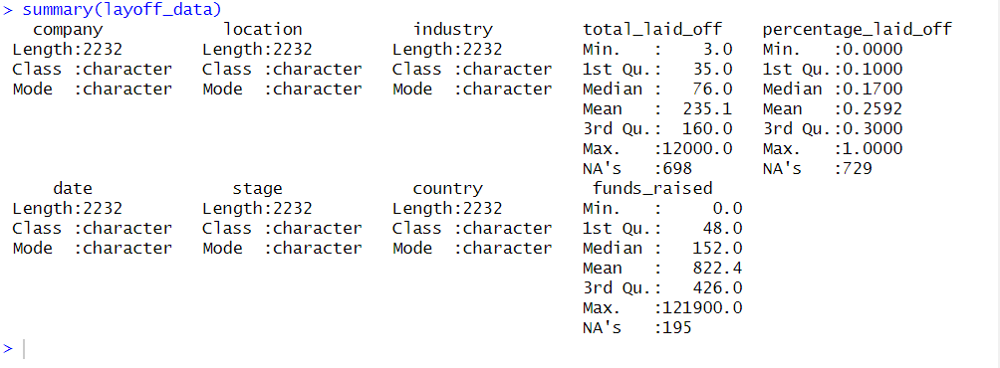 > summary(layoff_data)
   company            location           industry         total_laid_off    percentage_laid_off
 Length:2232        Length:2232        Length:2232        Min.   :    3.0   Min.   :0.0000
 Class :character   Class :character   Class :character   1st Qu.:   35.0   1st Qu.:0.1000
 Mode  :character   Mode  :character   Mode  :character   Median :   76.0   Median :0.1700
                                                          Mean   :  235.1   Mean   :0.2592
                                                          3rd Qu.:  160.0   3rd Qu.:0.3000
                                                          Max.   :12000.0   Max.   :1.0000
                                                          NA's   :698       NA's   :729
     date              stage             country           funds_raised
 Length:2232        Length:2232        Length:2232        Min.   :     0.0
 Class :character   Class :character   Class :character   1st Qu.:    48.0
 Mode  :character   Mode  :character   Mode  :character   Median :   152.0
                                                          Mean   :   822.4
                                                          3rd Qu.:   426.0
                                                          Max.   :121900.0
                                                          NA's   :195
>